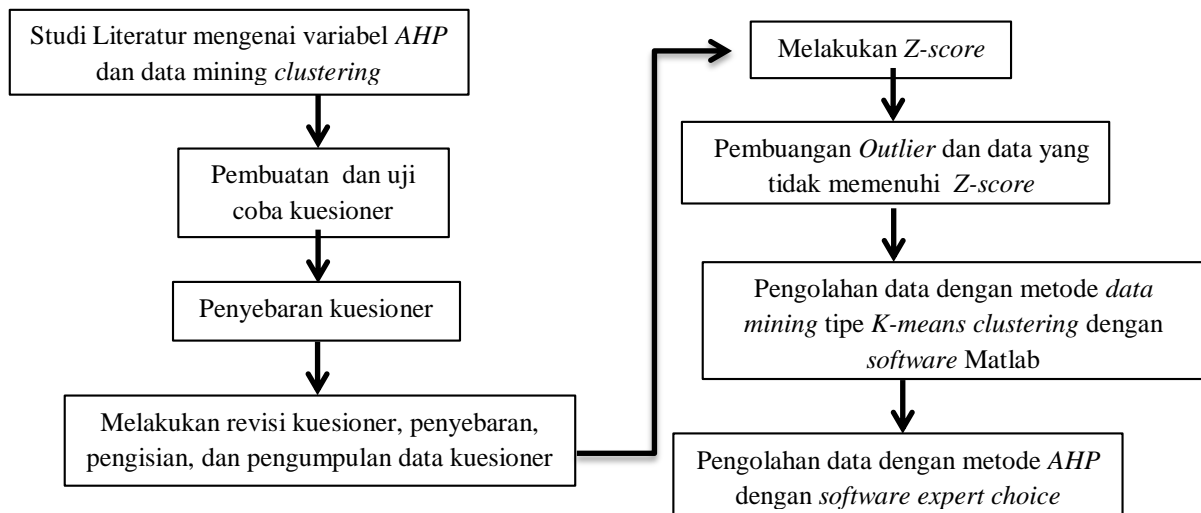 Studi Literatur mengenai variabel AHP
dan data mining clustering
Pembuatan dan uji
coba kuesioner
Penyebaran kuesioner
Melakukan revisi kuesioner, penyebaran,
pengisian, dan pengumpulan data kuesioner
Melakukan Z-score
Pembuangan Outlier dan data yang
tidak memenuhi Z-score
Pengolahan data dengan metode data
mining tipe K-means clustering dengan
software Matlab
Pengolahan data dengan metode AHP
dengan software expert choice